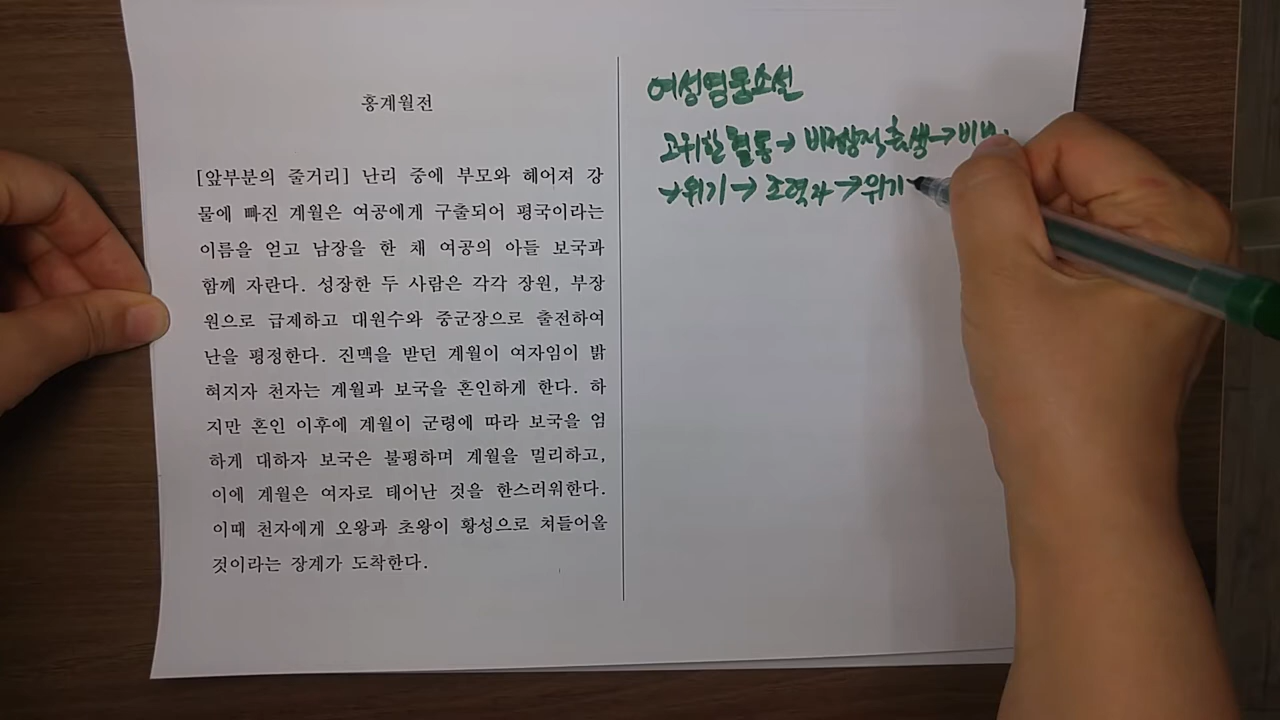 홍계월전
[앞부분의 줄거리] 난리 중에 부모와 헤어져 강
물에 빠진 계월은 여공에게 구출되어 평국이라는
이름을 얻고 남장을 한 채 여공의 아들 보국과
함께 자란다. 성장한 두 사람은 각각 장원, 부장
원으로 급제하고 대원수와 중군장으로 출전하여
난을 평정한다. 진맥을 받던 계월이 여자임이 밝
혀지자 천자는 계월과 보국을 혼인하게 한다. 하
지만 혼인 이후에 계월이 군령에 따라 보국을 엄
하게 대하자 보국은 불평하며 계월을 멀리하고,
이에 계월은 여자로 태어난 것을 한스러워한다.
이때 천자에게 오왕과 초왕이 황성으로 쳐들어올
것이라는 장계가 도착한다.
여성영웅소설
고귀한 혈통 → 비정상적 출생 →
→ 위기 → 조력자 → 위기